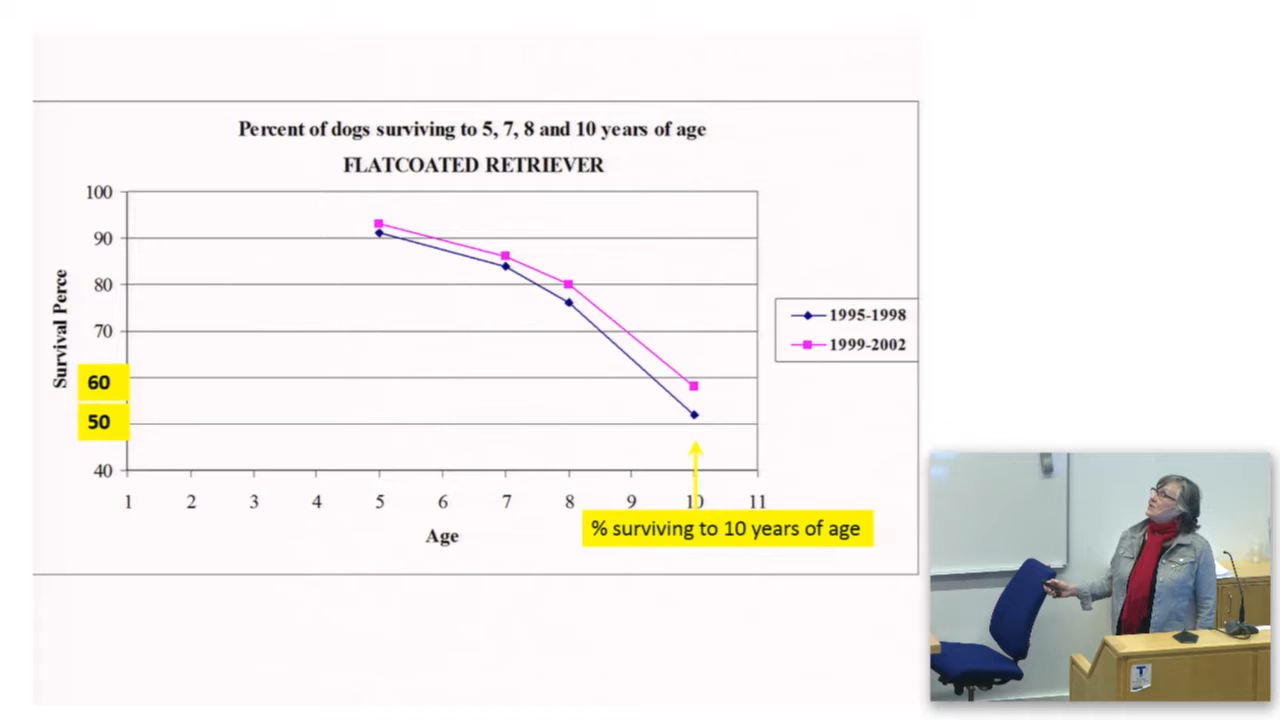 Percent of dogs surviving to 5, 7, 8 and 10 years of age
FLATCOATED RETRIEVER
100
90
80
70
60
50
40
Survival Perce
1 2 3 4 5 6 7 8 9 10 11
Age
1995-1998
1999-2002
% surviving to 10 years of age
T